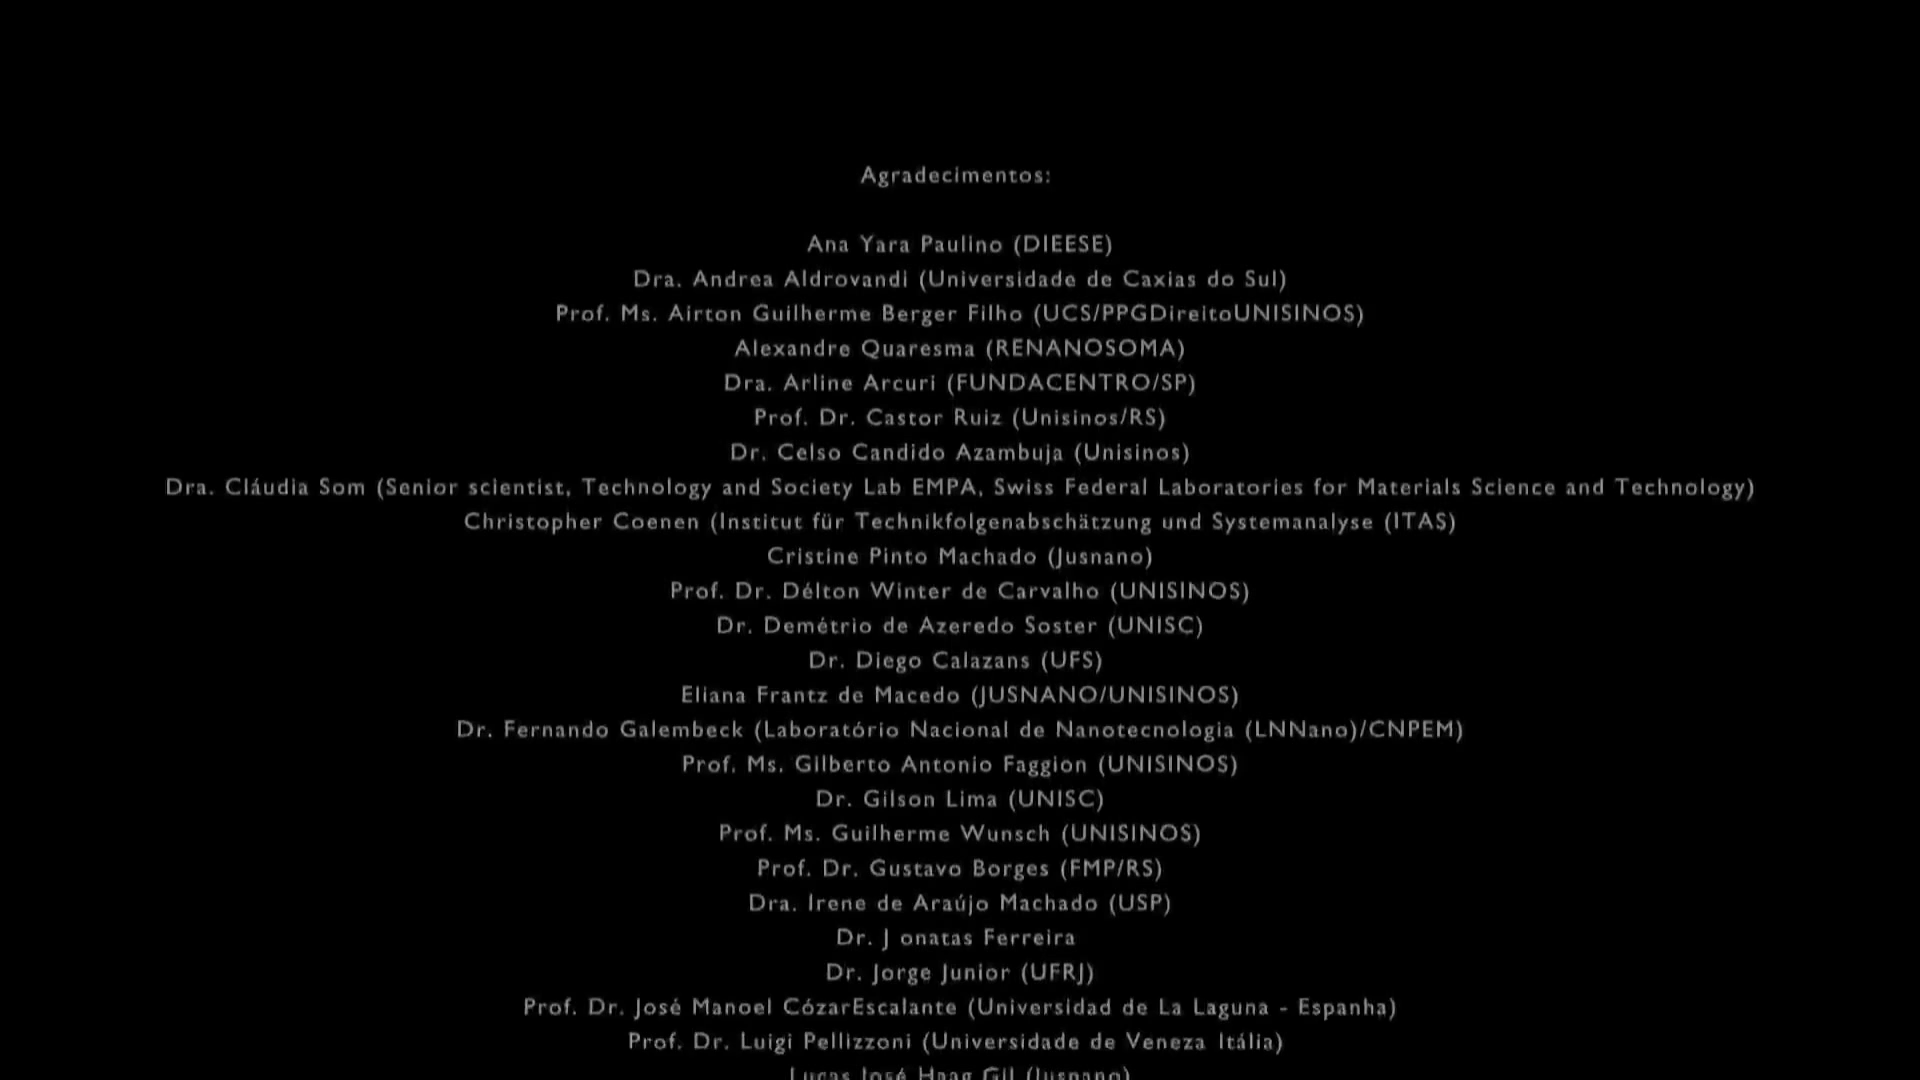 Agradecimentos:
Ana Yara Paulino (DIEESE)
Dra. Andrea Aldrovandi (Universidade de Caxias do Sul)
Prof. Ms. Airton Guilherme Berger Filho (UCS/PPGDireitoUNISINOS)
Alexandre Quaresma (RENANOSOMA)
Dra. Arline Arcuri (FUNDACENTRO/SP)
Prof. Dr. Castor Ruiz (Unisinos/RS)
Dr. Celso Candido Azambuja (Unisinos)
Dra. Cláudia Som (Senior scientist, Technology and Society Lab EMPA, Swiss Federal Laboratories for Materials Science and Technology)
Christopher Coenen (Institut für Technikfolgenabschätzung und Systemanalyse (ITAS)
Cristine Pinto Machado (Jusnano)
Prof. Dr. Délton Winter de Carvalho (UNISINOS)
Dr. Demétrio de Azeredo Soster (UNISC)
Dr. Diego Calazans (UFS)
Eliana Frantz de Macedo (JUSNANO/UNISINOS)
Dr. Fernando Galembeck (Laboratório Nacional de Nanotecnologia (LNNano)/CNPEM)
Prof. Ms. Gilberto Antonio Faggion (UNISINOS)
Dr. Gilson Lima (UNISC)
Prof. Ms. Guilherme Wunsch (UNISINOS)
Prof. Dr. Gustavo Borges (FMP/RS)
Dra. Irene de Araújo Machado (USP)
Dr. J onatas Ferreira
Dr. Jorge Junior (UFRJ)
Prof. Dr. José Manoel CózarEscalante (Universidad de La Laguna - Espanha)
Prof. Dr. Luigi Pellizzoni (Universidade de Veneza Itália)
Lucas José Haag Gil (Jusnano)